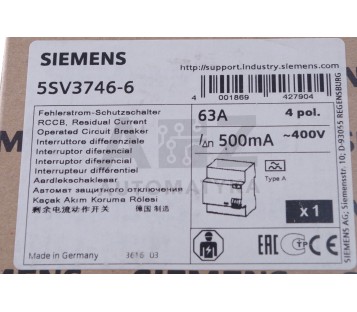 SIEMENS
http://support.industry.siemens.com
5SV3746-6
4 001869 427904
Fehlerstrom-Schutzschalter
RCCB, Residual Current
Operated Circuit Breaker
Interruttore differenziale
Interruptor diferencial
Interruptor diferencial
Interrupteur différentiel
Aardlekschakelaar
Автомат защитного отключения
Kaçak Akım Koruma Rölesi
剩余电流动作开关 德国制造
63A 4 pol.
I∆n 500mA ~400V
Type A
x 1
Made in Germany 3616 03
EAC
SIEMENS AG, Siemensstr. 10, D-93055 REGENSBURG
SIEMENS